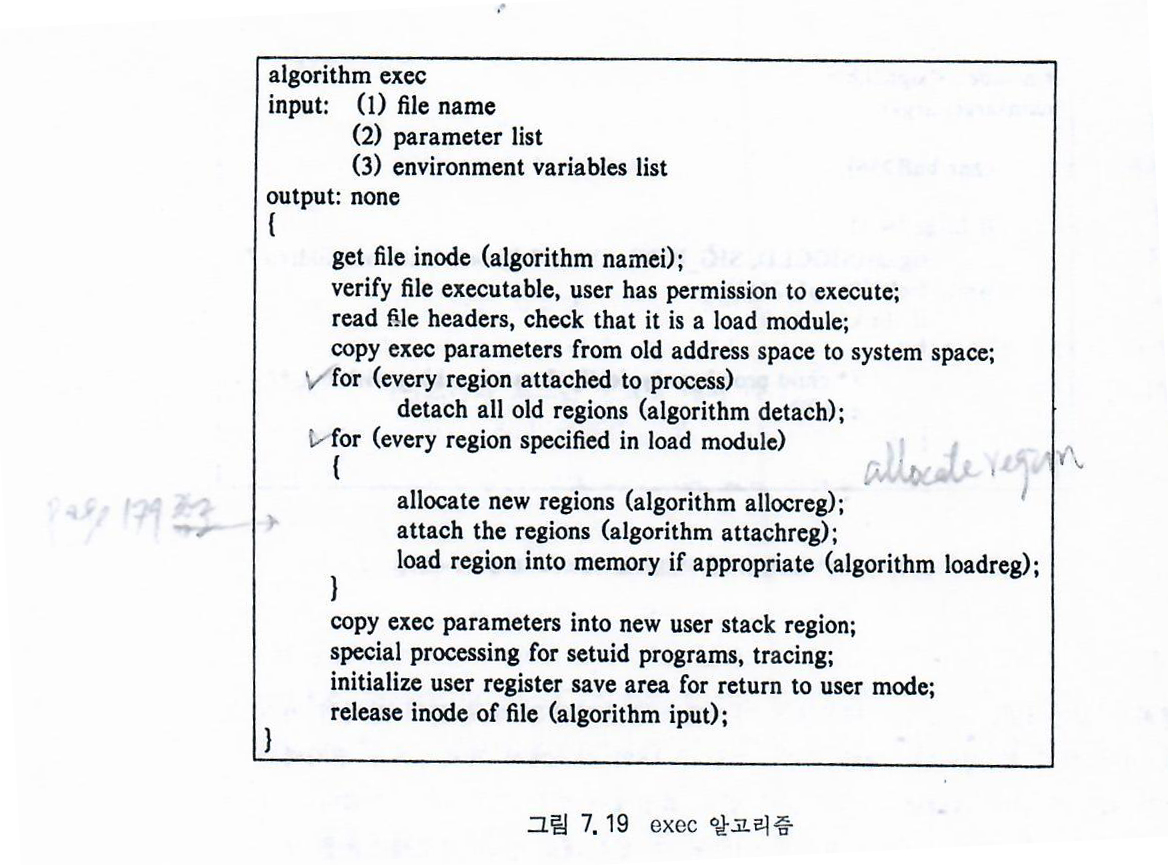 algorithm exec
input: (1) file name
(2) parameter list
(3) environment variables list
output: none
{
get file inode (algorithm namei);
verify file executable, user has permission to execute;
read file headers, check that it is a load module;
copy exec parameters from old address space to system space;
for (every region attached to process)
detach all old regions (algorithm detach);
for (every region specified in load module)
{
allocate region
allocate new regions (algorithm allocreg);
page 179
attach the regions (algorithm attachreg);
load region into memory if appropriate (algorithm loadreg);
}
copy exec parameters into new user stack region;
special processing for setuid programs, tracing;
initialize user register save area for return to user mode;
release inode of file (algorithm iput);
}
그림 7.19 exec 알고리즘